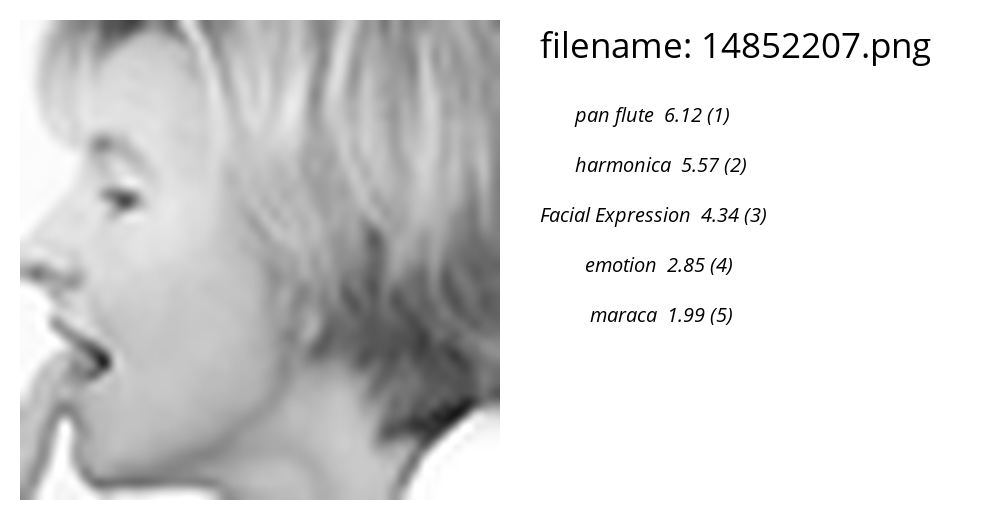 filename: 14852207.png
pan flute 6.12 (1)
harmonica 5.57 (2)
Facial Expression 4.34 (3)
emotion 2.85 (4)
maraca 1.99 (5)